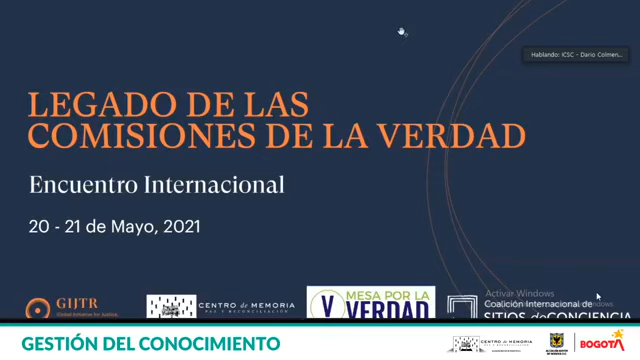 Hablando: ICSC - Dario Colmen...
LEGADO DE LAS
COMISIONES DE LA VERDAD
Encuentro Internacional
20 - 21 de Mayo, 2021
Activar Windows
GIJTR
Global Initiative for Justice,
CENTRO DE MEMORIA
PAZ Y RECONCILIACIÓN
MESA POR LA
VERDAD
Coalición Internacional de
SITIOS deCONCIENCIA
GESTIÓN DEL CONOCIMIENTO
CENTRO DE MEMORIA
BOGOTÁ